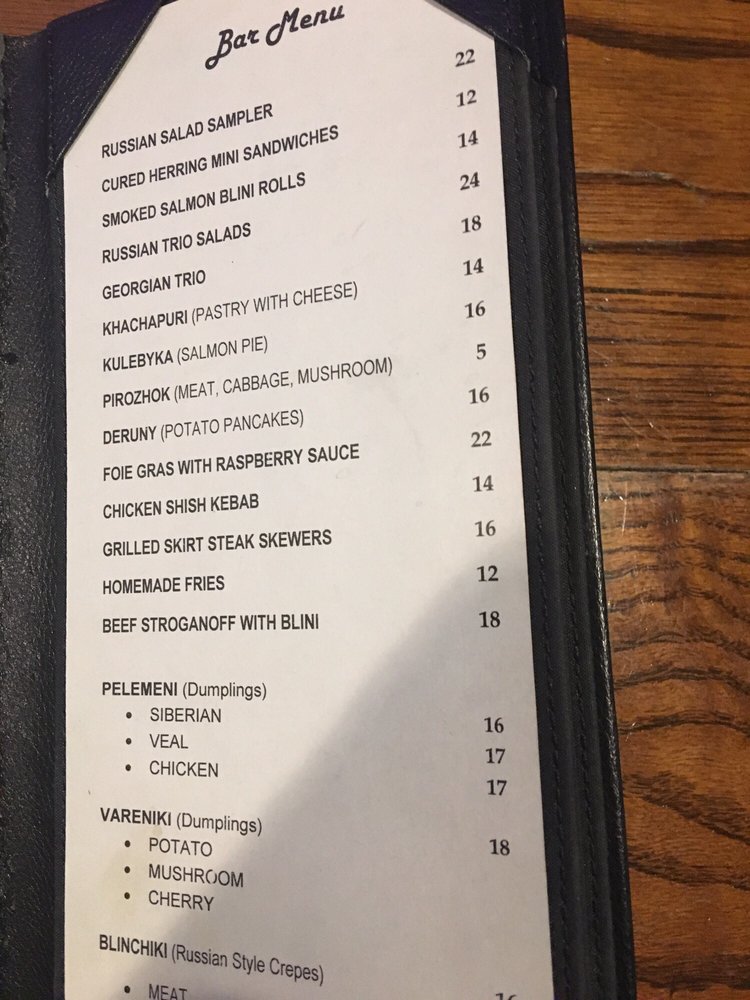 Bar Menu
RUSSIAN SALAD SAMPLER 22
CURED HERRING MINI SANDWICHES 12
SMOKED SALMON BLINI ROLLS 14
RUSSIAN TRIO SALADS 24
GEORGIAN TRIO 18
KHACHAPURI (PASTRY WITH CHEESE) 14
KULEBYKA (SALMON PIE) 16
PIROZHOK (MEAT, CABBAGE, MUSHROOM) 5
DERUNY (POTATO PANCAKES) 16
FOIE GRAS WITH RASPBERRY SAUCE 22
CHICKEN SHISH KEBAB 14
GRILLED SKIRT STEAK SKEWERS 16
HOMEMADE FRIES 12
BEEF STROGANOFF WITH BLINI 18
PELEMENI (Dumplings)
• SIBERIAN 16
• VEAL 17
• CHICKEN 17
VARENIKI (Dumplings)
• POTATO 18
• MUSHROOM
• CHERRY
BLINCHIKI (Russian Style Crepes)
• MEAT